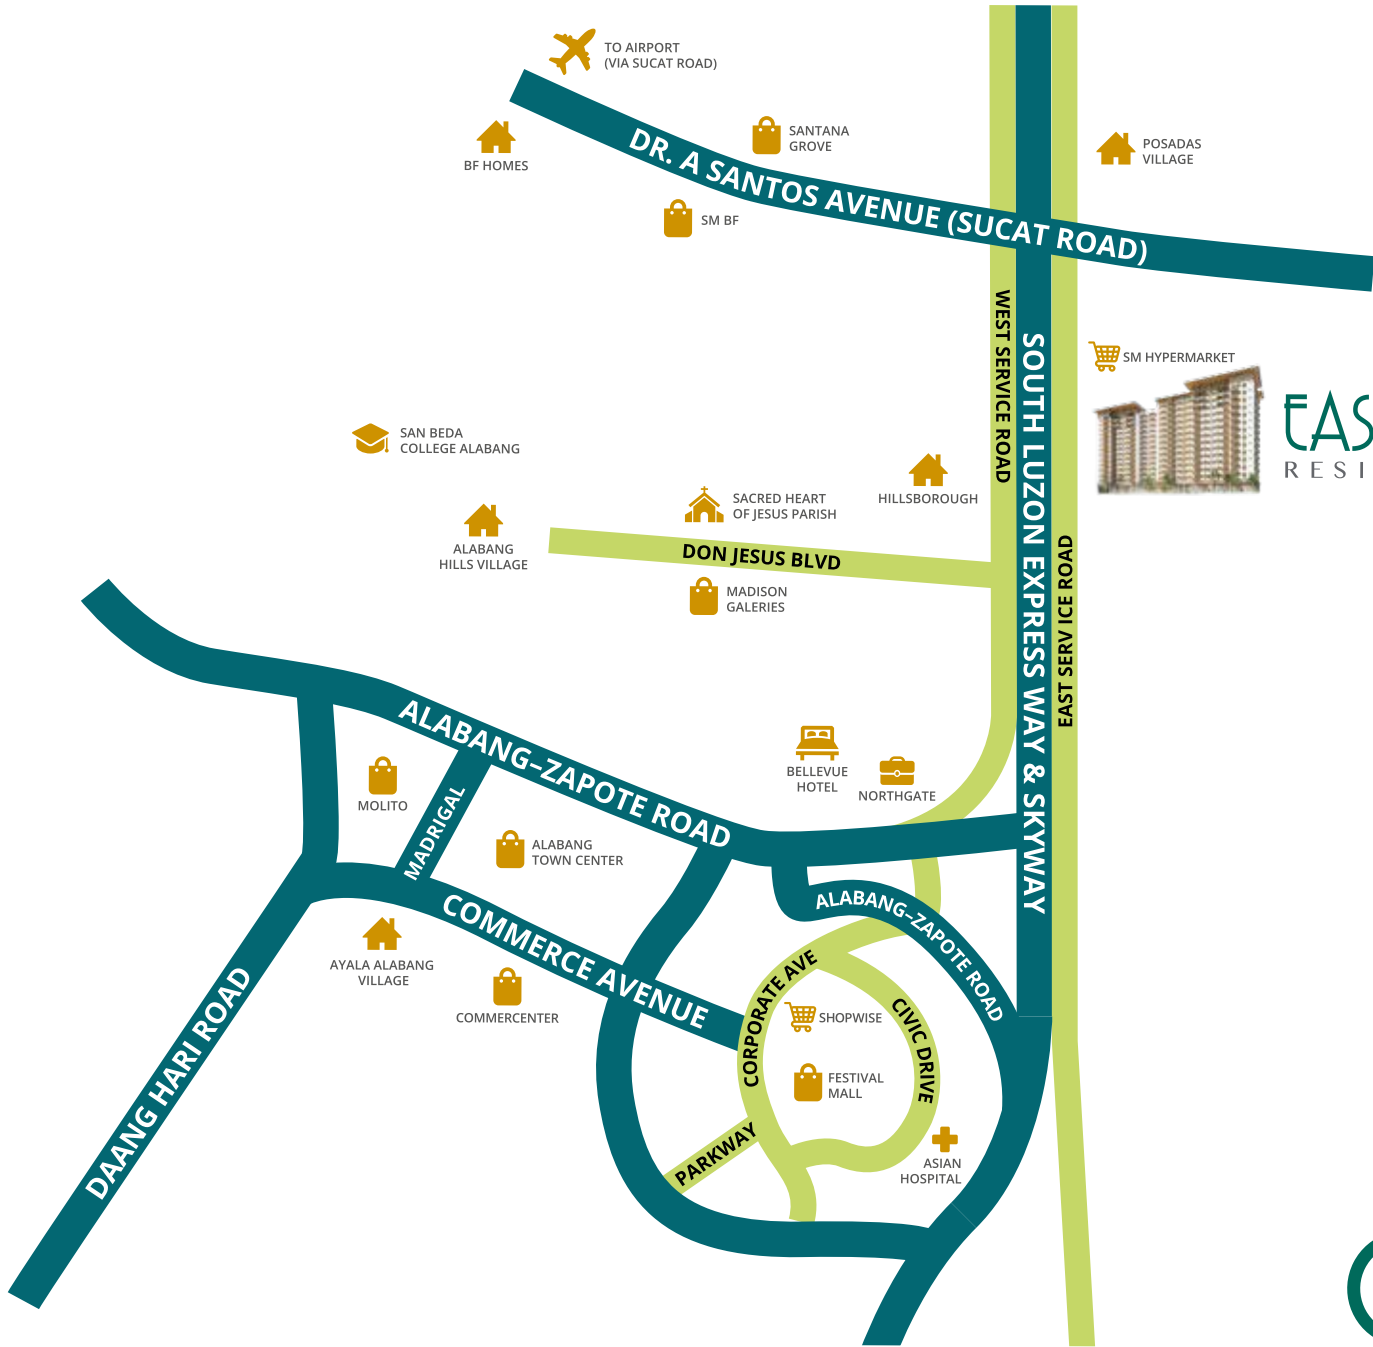 TO AIRPORT
(VIA SUCAT ROAD)
BF HOMES
DR. A SANTOS AVENUE (SUCAT ROAD)
SANTANA
GROVE
SM BF
POSADAS
VILLAGE
WEST SERVICE ROAD
SOUTH LUZON EXPRESS WAY & SKYWAY
EAST SERV ICE ROAD
SM HYPERMARKET
EAS
RESI
SAN BEDA
COLLEGE ALABANG
HILLSBOROUGH
SACRED HEART
OF JESUS PARISH
ALABANG
HILLS VILLAGE
DON JESUS BLVD
MADISON
GALERIES
ALABANG–ZAPOTE ROAD
BELLEVUE
HOTEL
NORTHGATE
MOLITO
MADRIGAL
ALABANG
TOWN CENTER
ALABANG–ZAPOTE ROAD
COMMERCE AVENUE
AYALA ALABANG
VILLAGE
COMMERCENTER
CORPORATE AVE
SHOPWISE
CIVIC DRIVE
FESTIVAL
MALL
DAANG HARI ROAD
PARKWAY
ASIAN
HOSPITAL